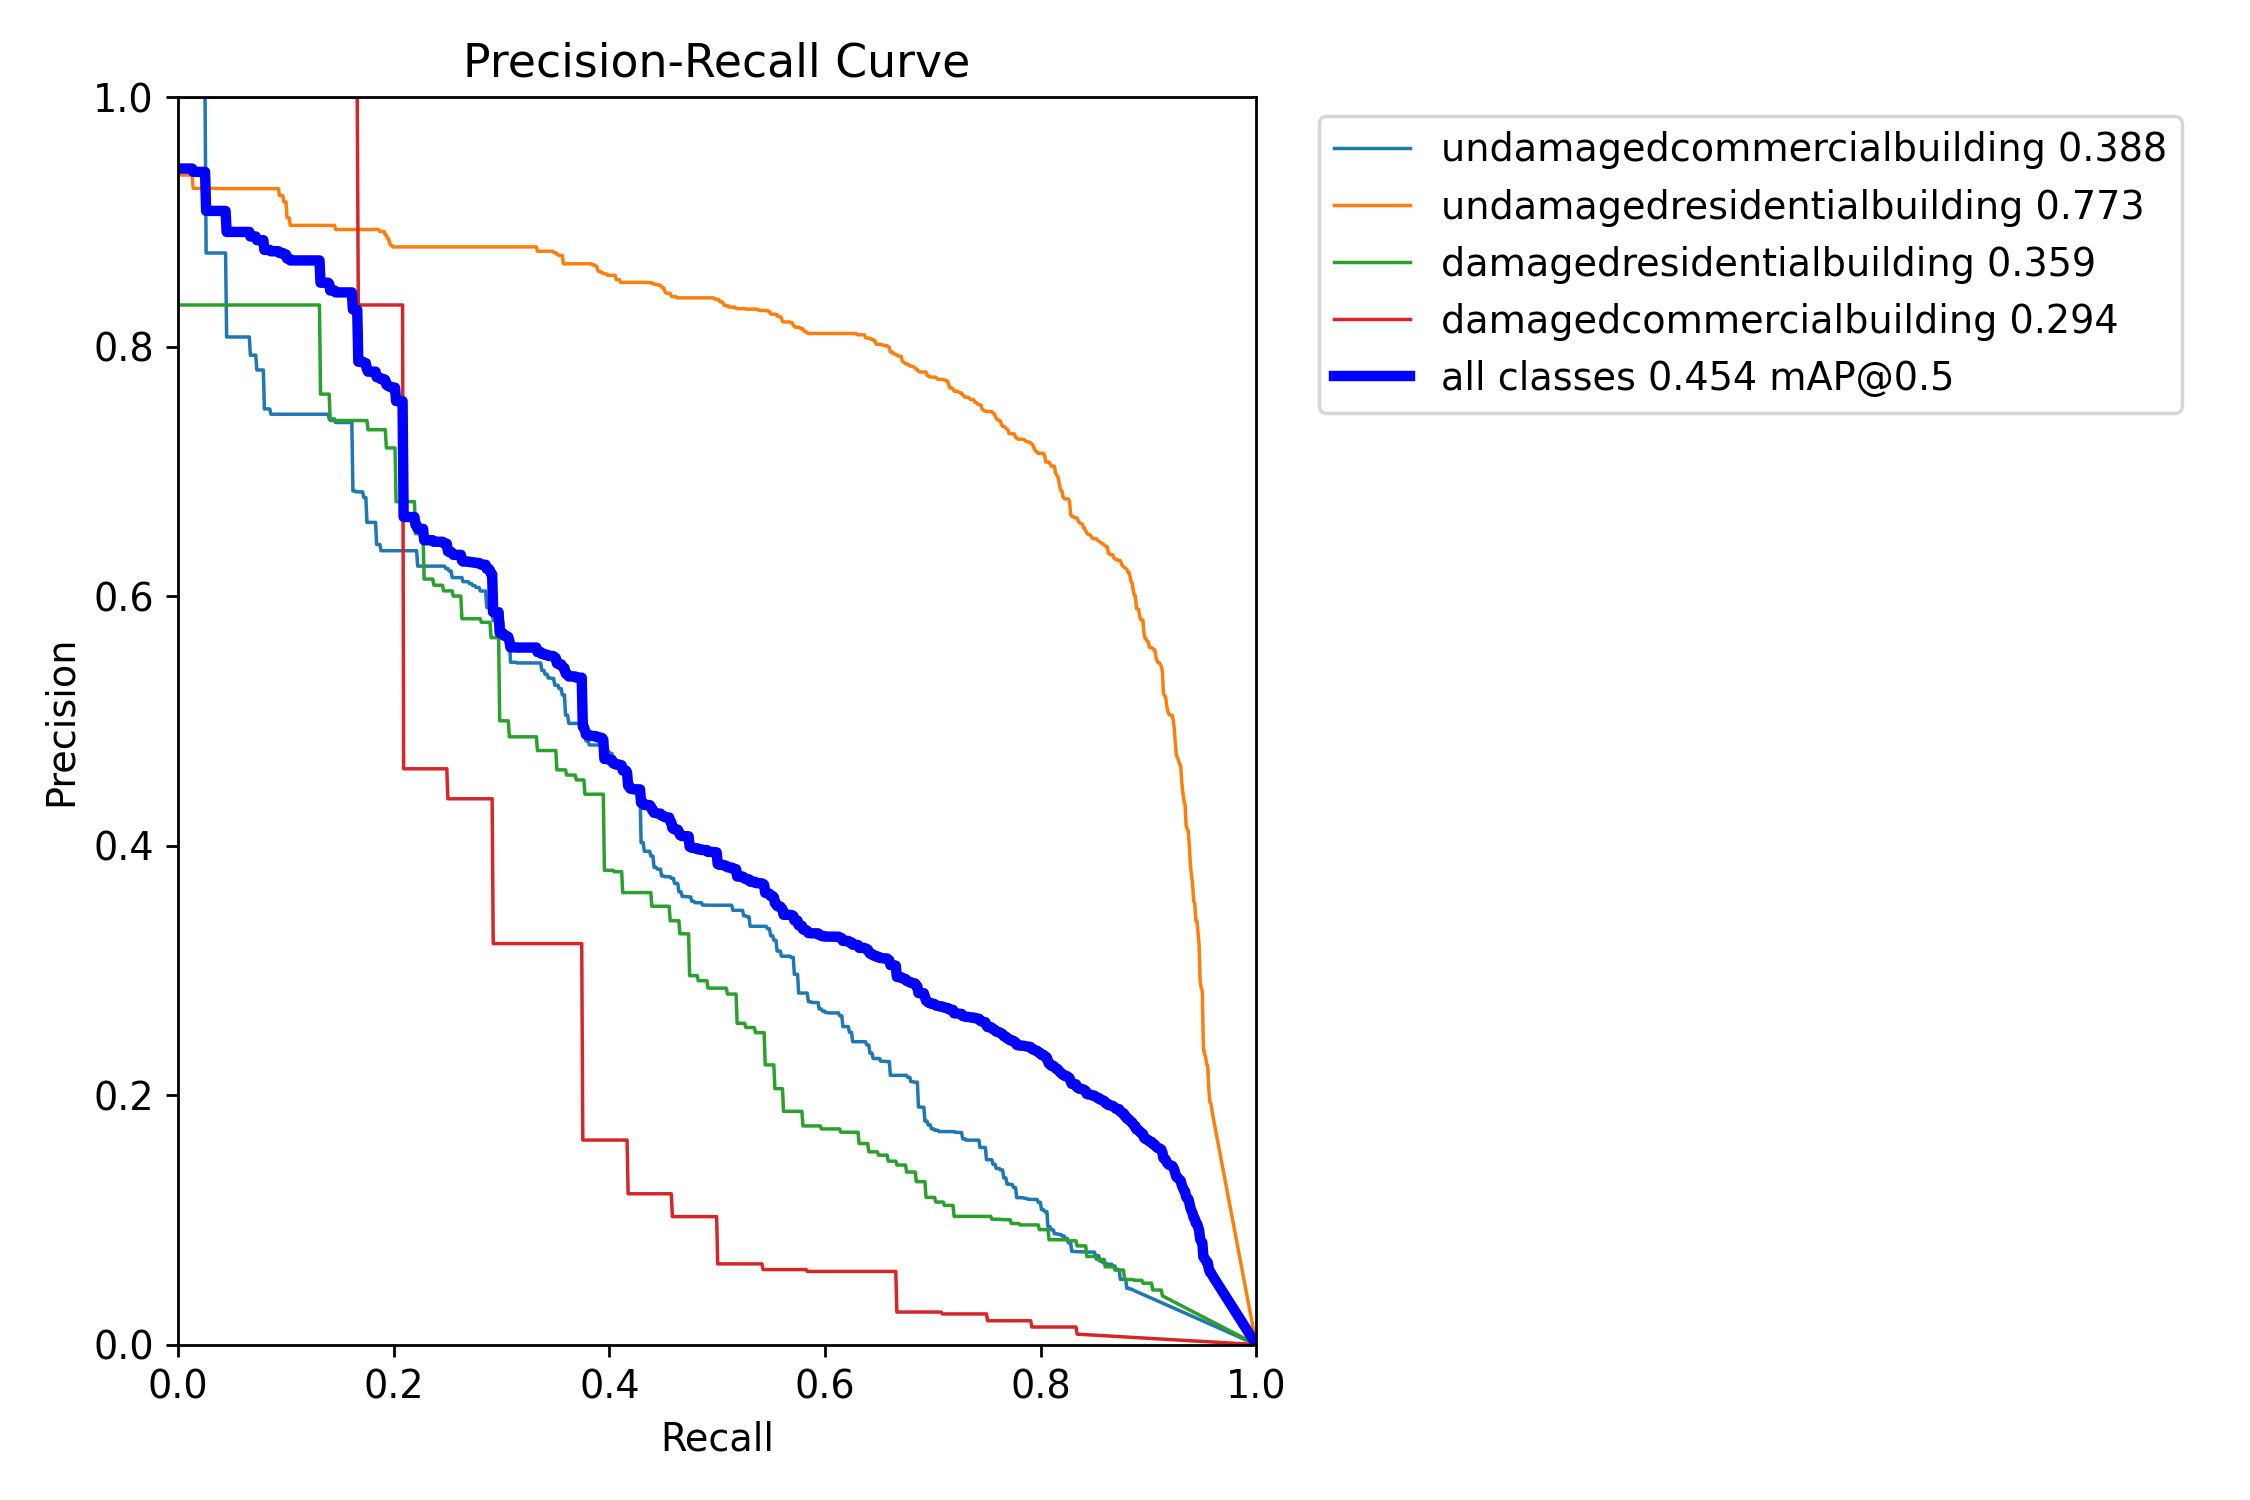 Precision-Recall Curve
1.0
0.8
0.6
0.4
0.2
0.0
Precision
0.0 0.2 0.4 0.6 0.8 1.0
Recall
undamagedcommercialbuilding 0.388
undamagedresidentialbuilding 0.773
damagedresidentialbuilding 0.359
damagedcommercialbuilding 0.294
all classes 0.454 mAP@0.5